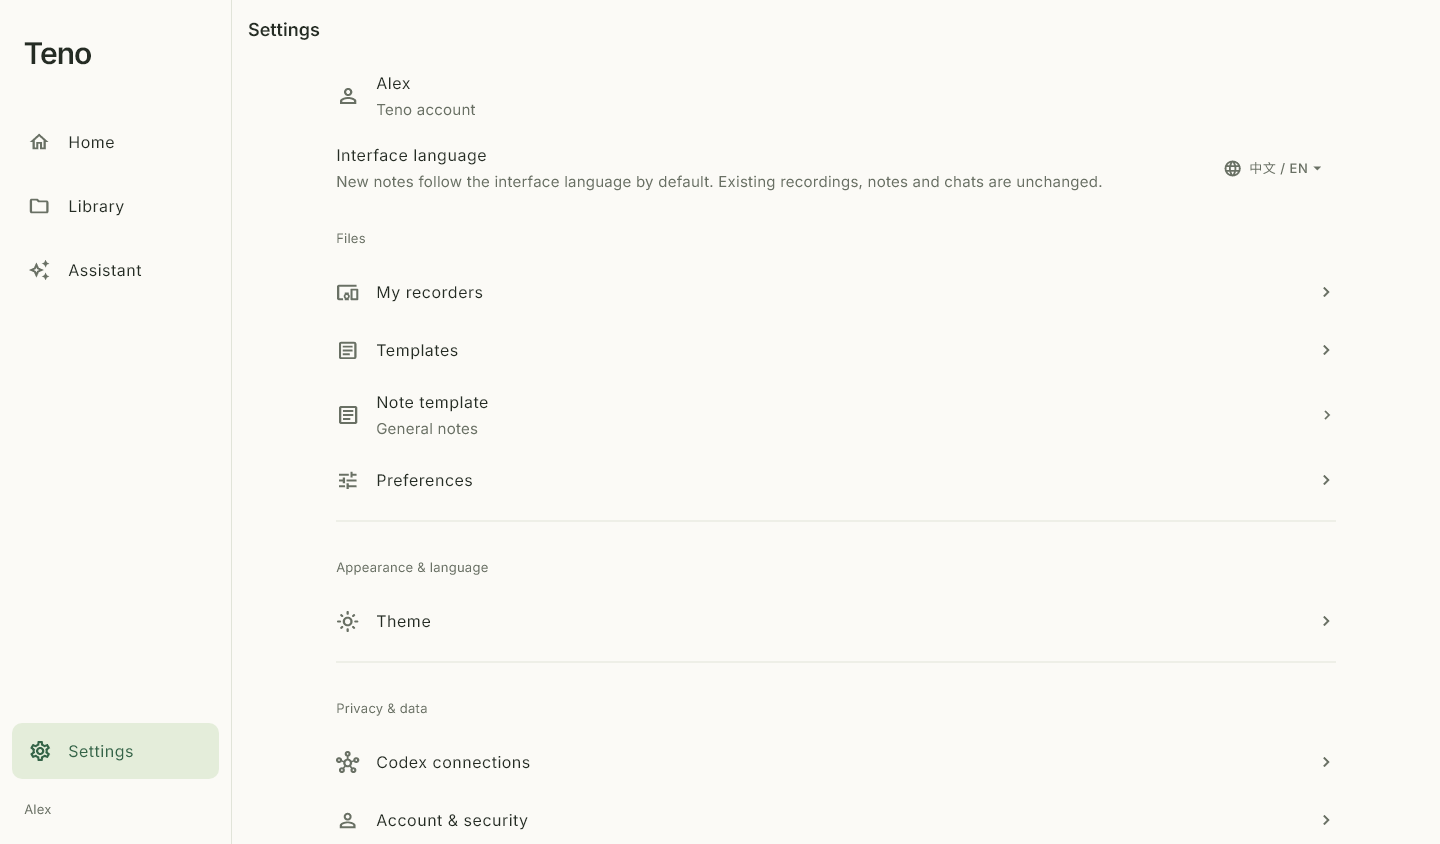 Teno
Home
Library
Assistant
Settings
Alex
Settings
Alex
Teno account
Interface language
New notes follow the interface language by default. Existing recordings, notes and chats are unchanged.
中文 / EN
Files
My recorders
Templates
Note template
General notes
Preferences
Appearance & language
Theme
Privacy & data
Codex connections
Account & security